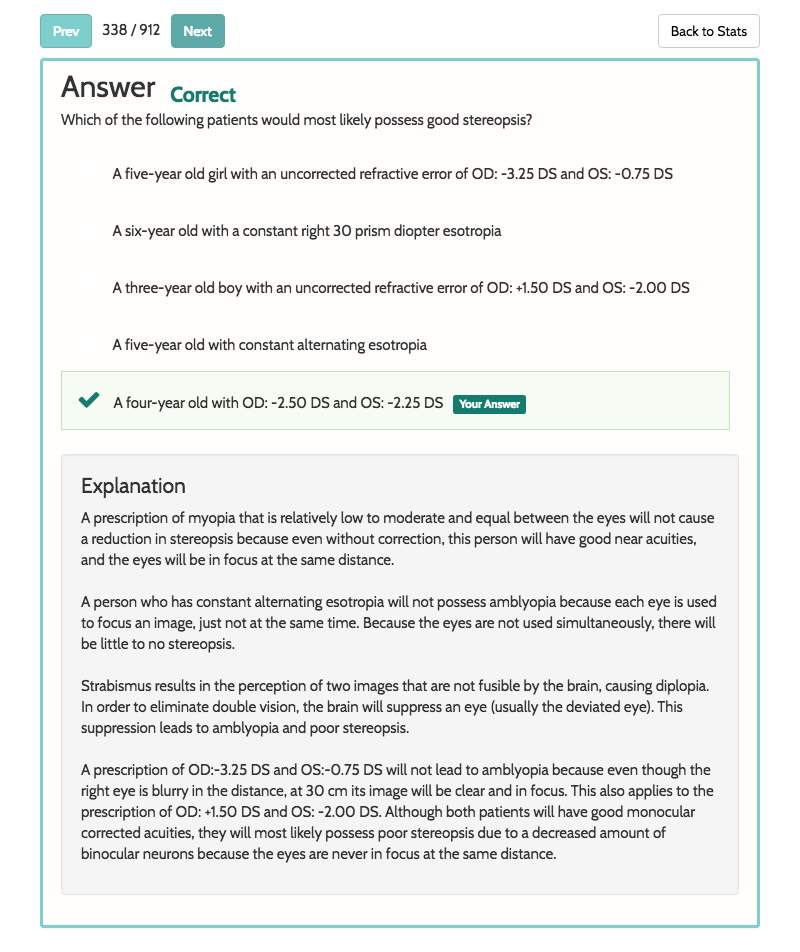 Prev 338 / 912 Next Back to Stats
Answer Correct
Which of the following patients would most likely possess good stereopsis?
A five-year old girl with an uncorrected refractive error of OD: -3.25 DS and OS: -0.75 DS
A six-year old with a constant right 30 prism diopter esotropia
A three-year old boy with an uncorrected refractive error of OD: +1.50 DS and OS: -2.00 DS
A five-year old with constant alternating esotropia
A four-year old with OD: -2.50 DS and OS: -2.25 DS Your Answer
Explanation
A prescription of myopia that is relatively low to moderate and equal between the eyes will not cause
a reduction in stereopsis because even without correction, this person will have good near acuities,
and the eyes will be in focus at the same distance.
A person who has constant alternating esotropia will not possess amblyopia because each eye is used
to focus an image, just not at the same time. Because the eyes are not used simultaneously, there will
be little to no stereopsis.
Strabismus results in the perception of two images that are not fusible by the brain, causing diplopia.
In order to eliminate double vision, the brain will suppress an eye (usually the deviated eye). This
suppression leads to amblyopia and poor stereopsis.
A prescription of OD:-3.25 DS and OS:-0.75 DS will not lead to amblyopia because even though the
right eye is blurry in the distance, at 30 cm its image will be clear and in focus. This also applies to the
prescription of OD: +1.50 DS and OS: -2.00 DS. Although both patients will have good monocular
corrected acuities, they will most likely possess poor stereopsis due to a decreased amount of
binocular neurons because the eyes are never in focus at the same distance.